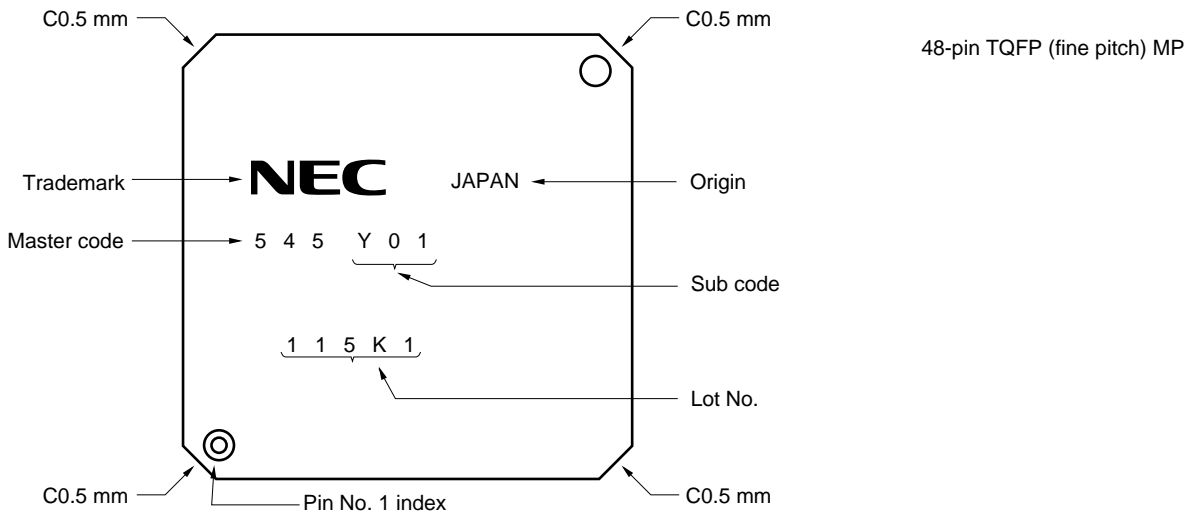 C0.5 mm C0.5 mm
48-pin TQFP (fine pitch) MP
Trademark NEC JAPAN Origin
Master code 5 4 5 Y 0 1
Sub code
1 1 5 K 1
Lot No.
C0.5 mm Pin No. 1 index C0.5 mm